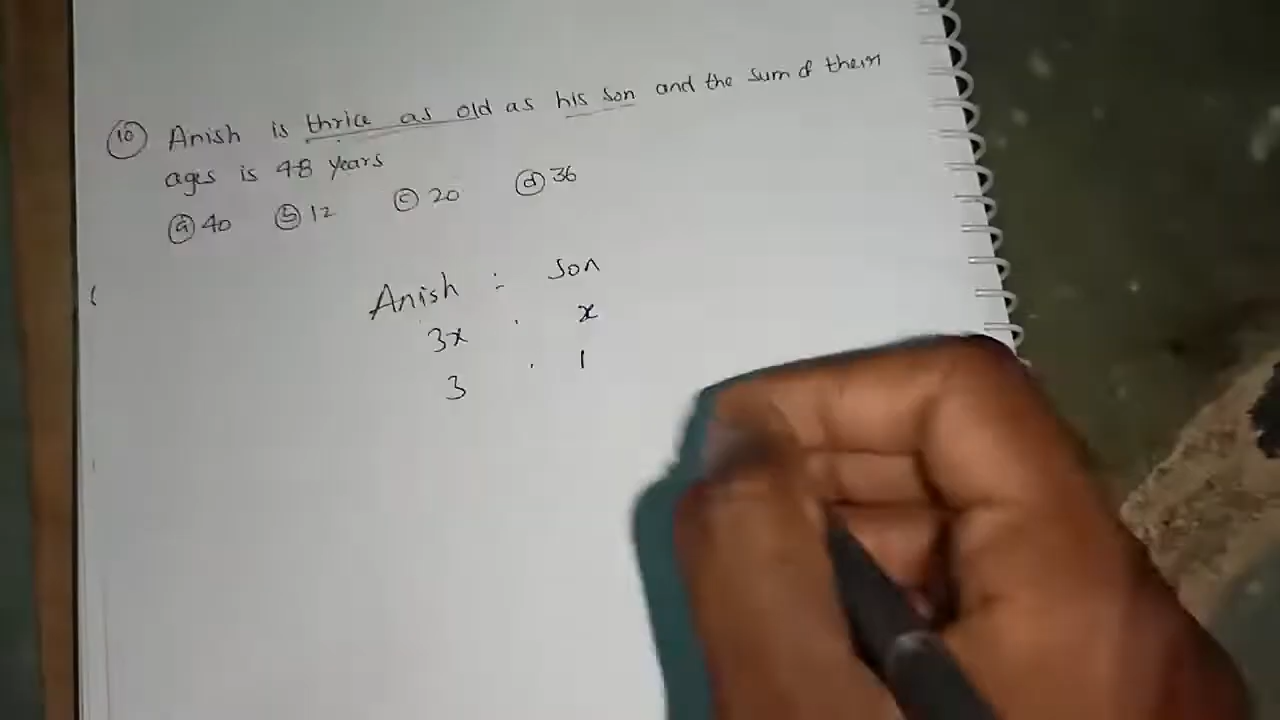 10 Anish is thrice as old as his son and the sum of their
ages is 48 years
a 40 b 12 c 20 d 36
Anish : Son
3x : x
3 : 1